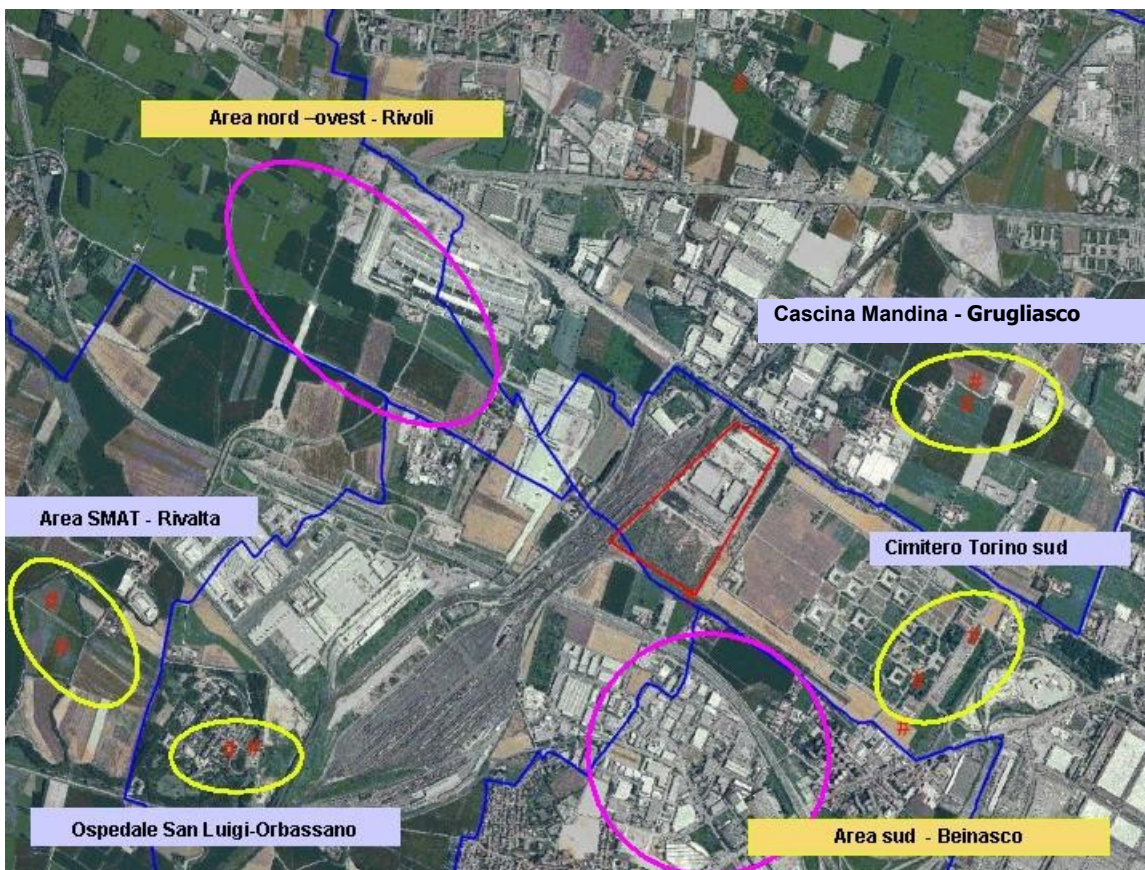 Area nord –ovest - Rivoli
Cascina Mandina - Grugliasco
Area SMAT - Rivalta
Cimitero Torino sud
Ospedale San Luigi-Orbassano
Area sud - Beinasco